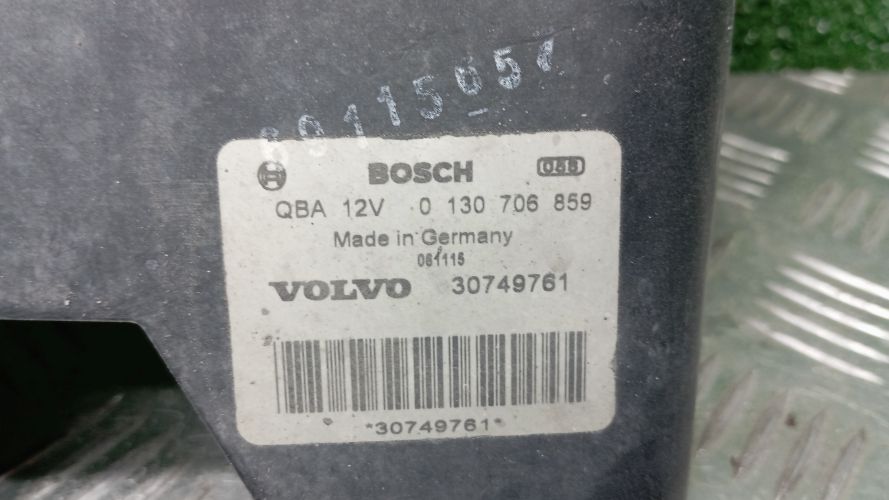 BOSCH
QBA 12V 0 130 706 859
Made in Germany
061115
VOLVO 30749761
*30749761*